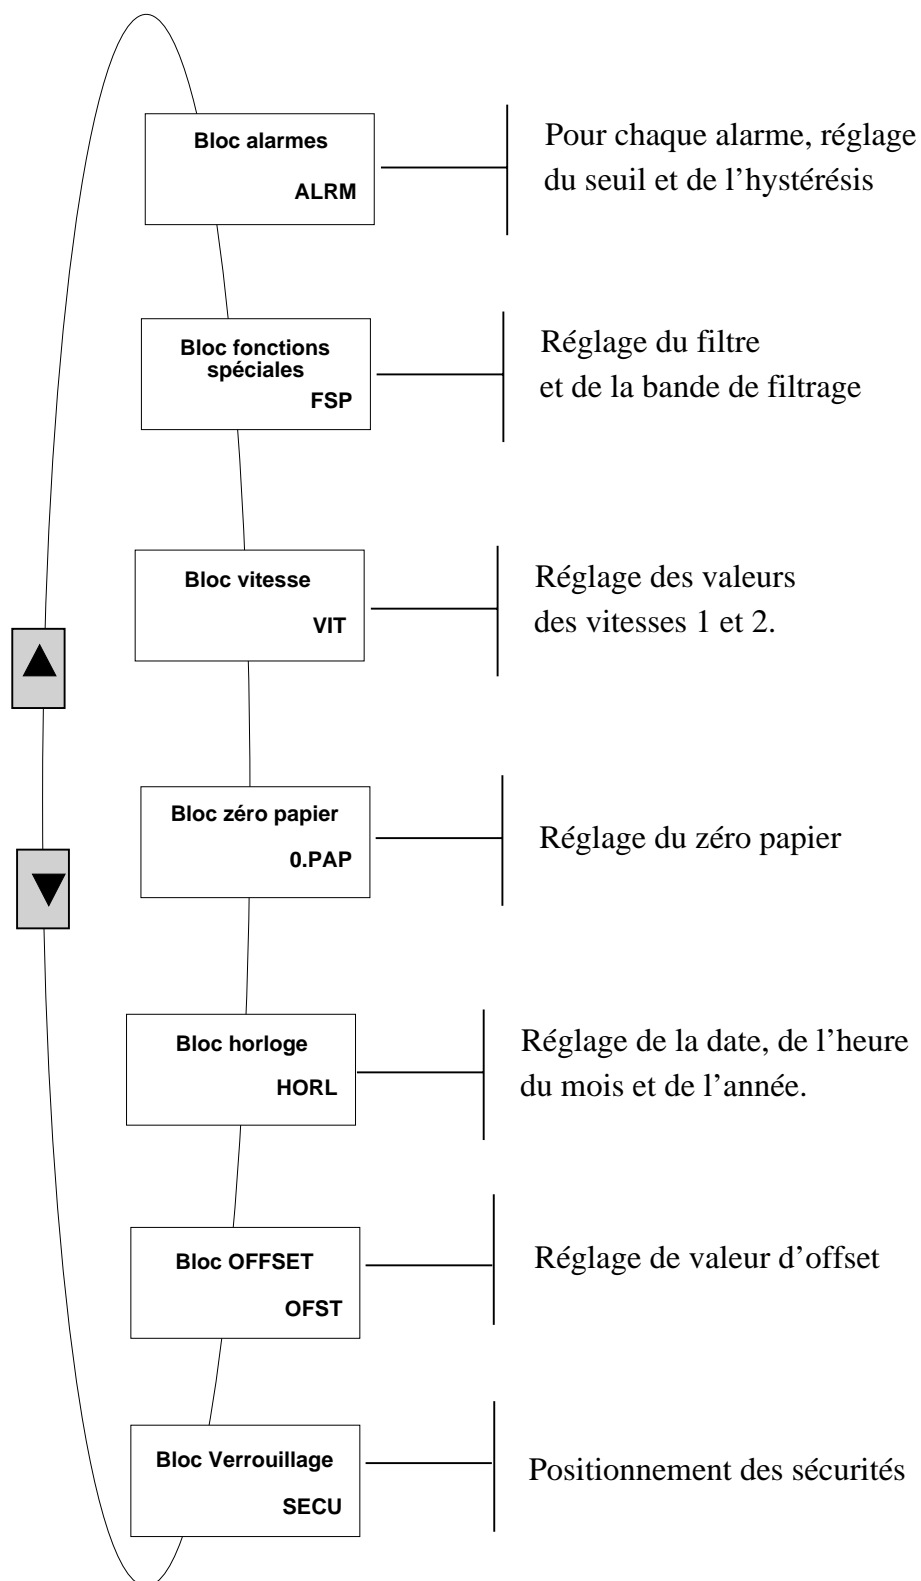 Bloc alarmes
ALRM
Pour chaque alarme, réglage
du seuil et de l’hystérésis
Bloc fonctions
spéciales
FSP
Réglage du filtre
et de la bande de filtrage
Bloc vitesse
VIT
Réglage des valeurs
des vitesses 1 et 2.
Bloc zéro papier
0.PAP
Réglage du zéro papier
Bloc horloge
HORL
Réglage de la date, de l’heure
du mois et de l’année.
Bloc OFFSET
OFST
Réglage de valeur d’offset
Bloc Verrouillage
SECU
Positionnement des sécurités